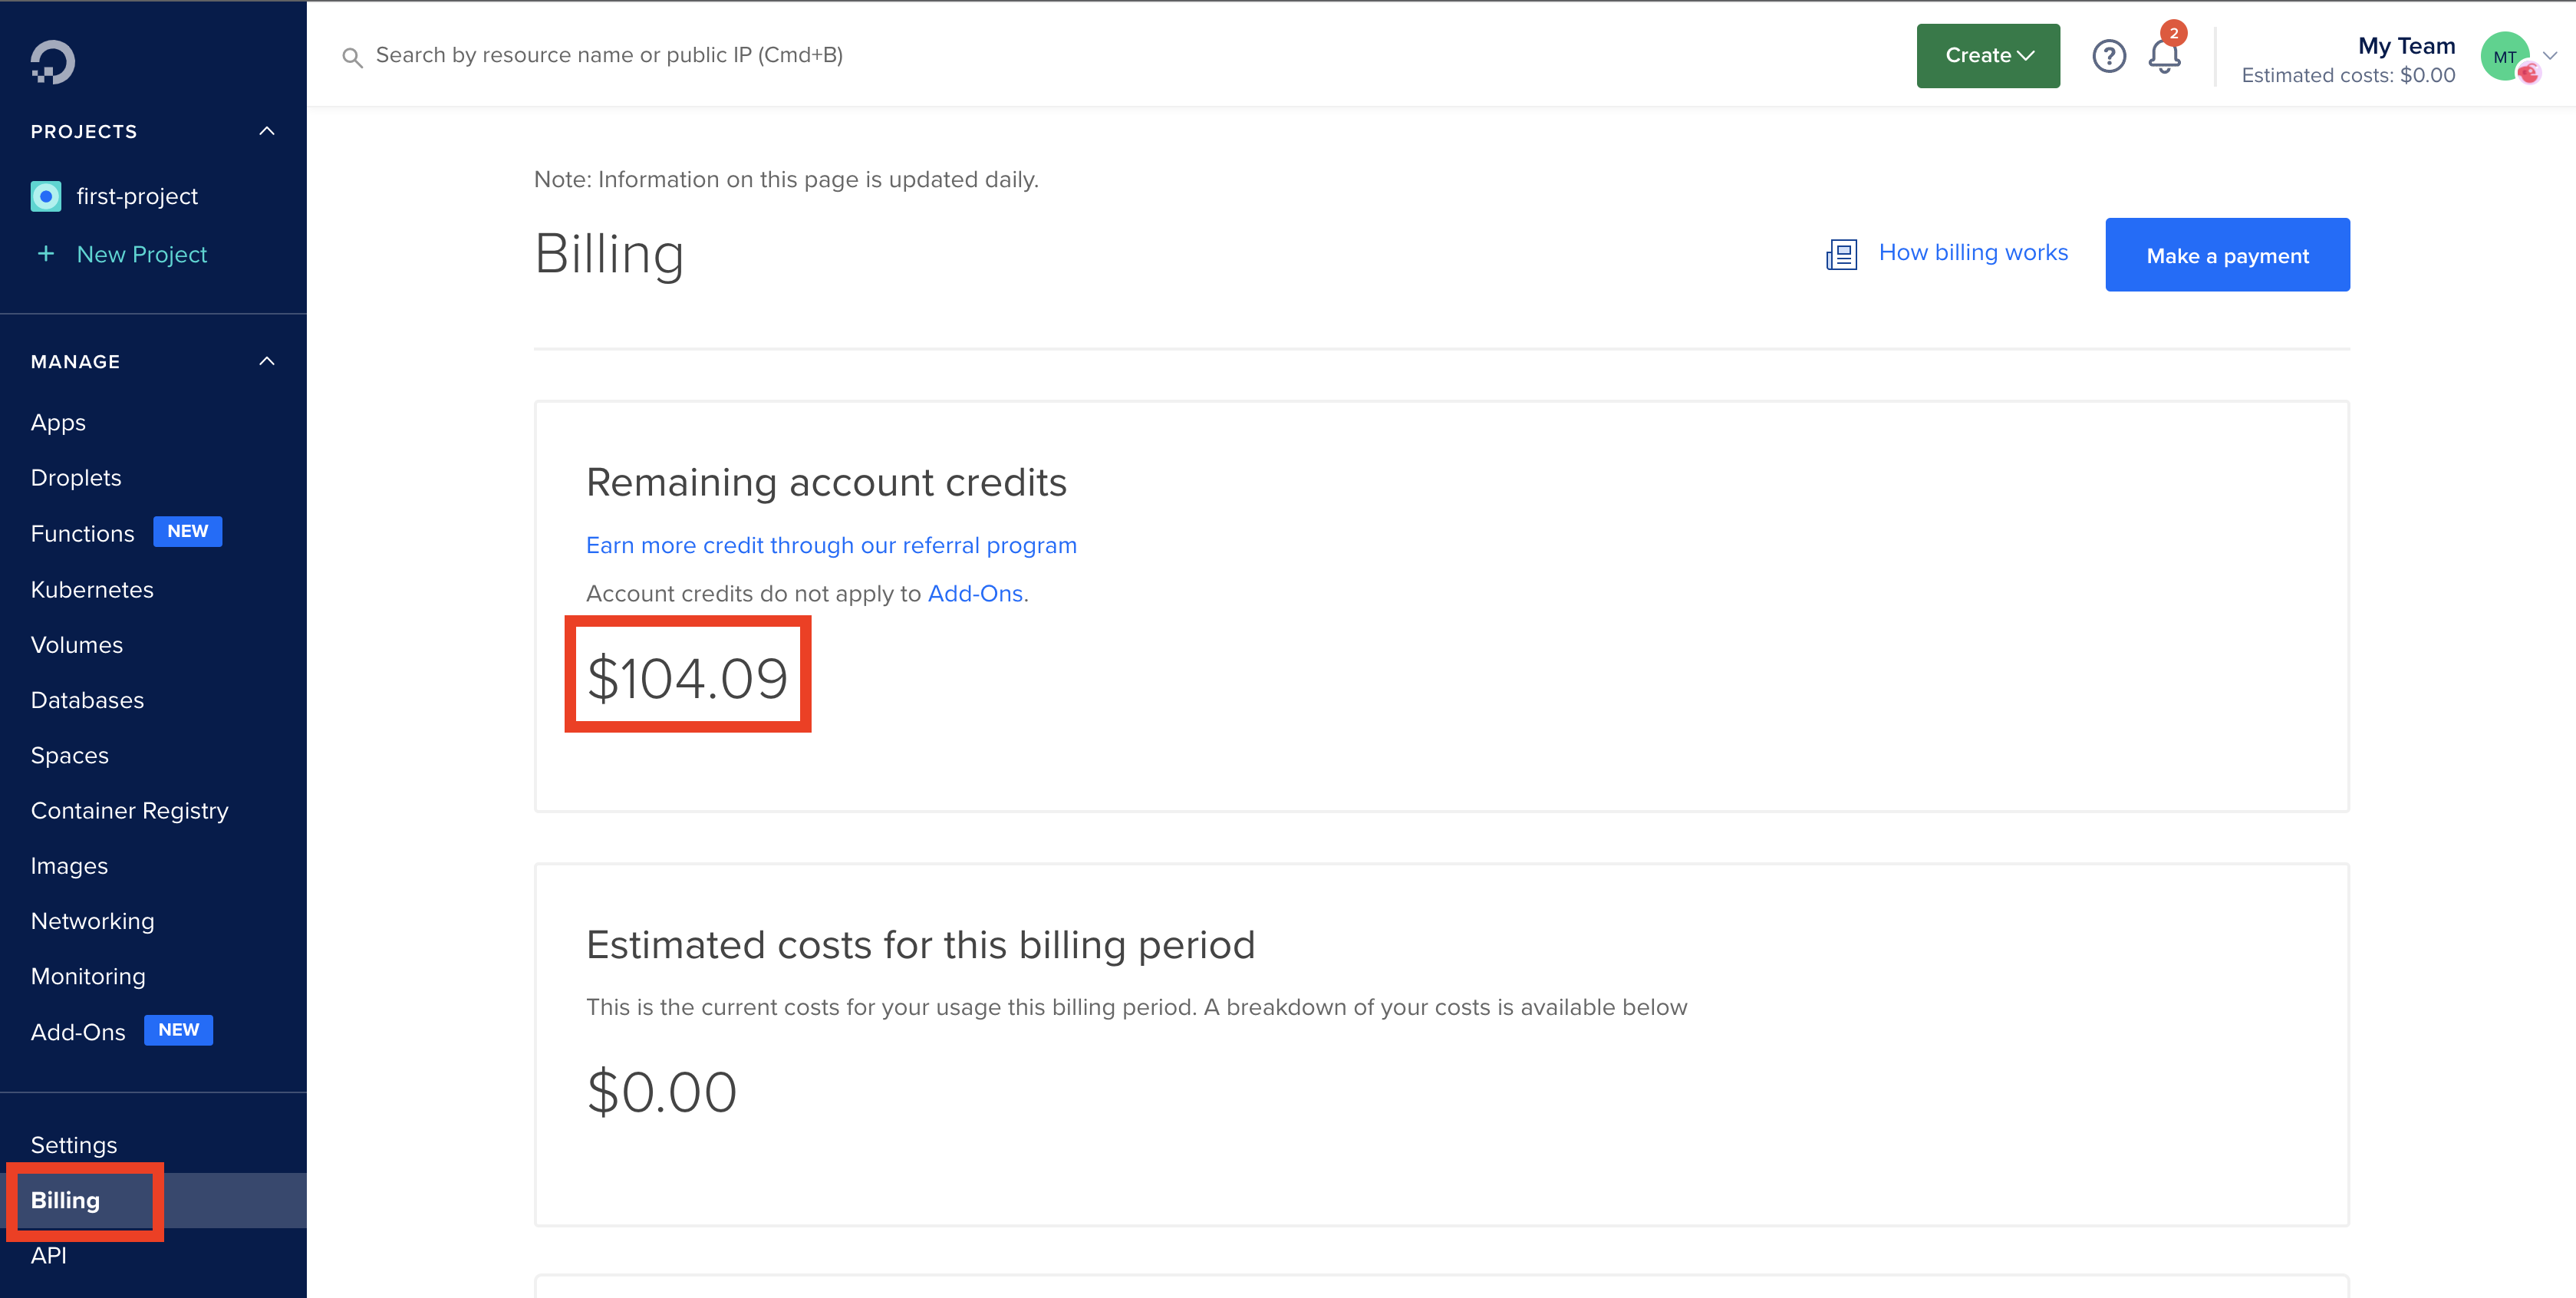 Search by resource name or public IP (Cmd+B)
Create
2
My Team
Estimated costs: $0.00
MT
PROJECTS
first-project
+ New Project
MANAGE
Apps
Droplets
Functions NEW
Kubernetes
Volumes
Databases
Spaces
Container Registry
Images
Networking
Monitoring
Add-Ons NEW
Settings
Billing
API
Note: Information on this page is updated daily.
Billing
How billing works
Make a payment
Remaining account credits
Earn more credit through our referral program
Account credits do not apply to Add-Ons.
$104.09
Estimated costs for this billing period
This is the current costs for your usage this billing period. A breakdown of your costs is available below
$0.00